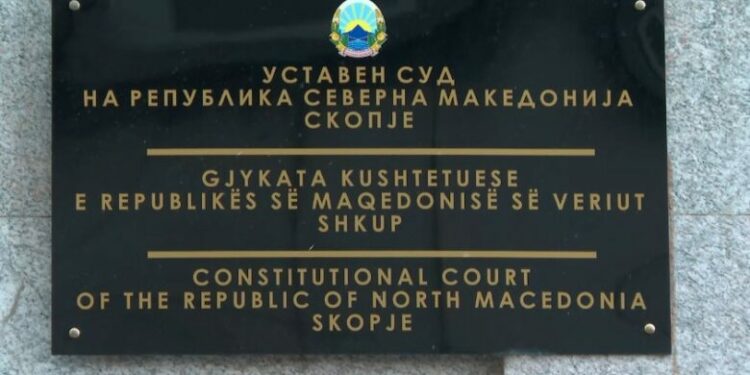 УСТАВЕН СУД
НА РЕПУБЛИКА СЕВЕРНА МАКЕДОНИЈА
СКОПЈЕ
GJYKATA KUSHTETUESE
E REPUBLIKËS SË MAQEDONISË SË VERIUT
SHKUP
CONSTITUTIONAL COURT
OF THE REPUBLIC OF NORTH MACEDONIA
SKOPJE